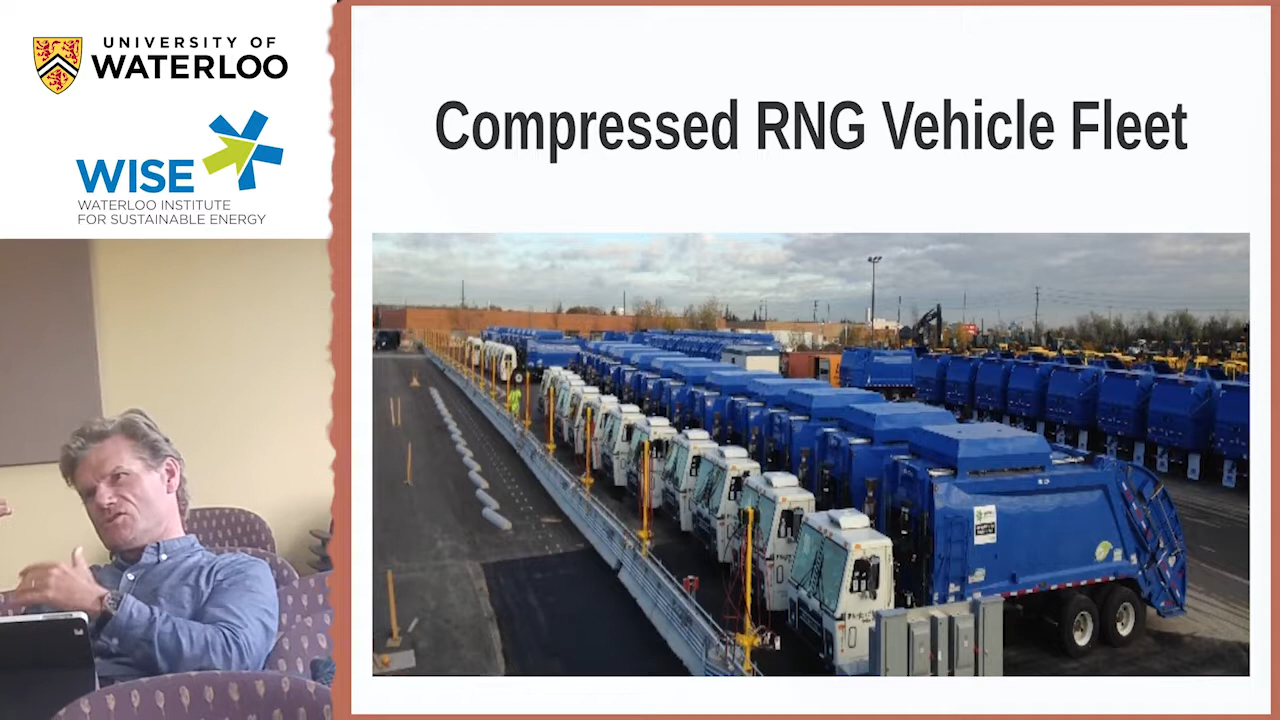 UNIVERSITY OF
WATERLOO
WISE
WATERLOO INSTITUTE
FOR SUSTAINABLE ENERGY
Compressed RNG Vehicle Fleet